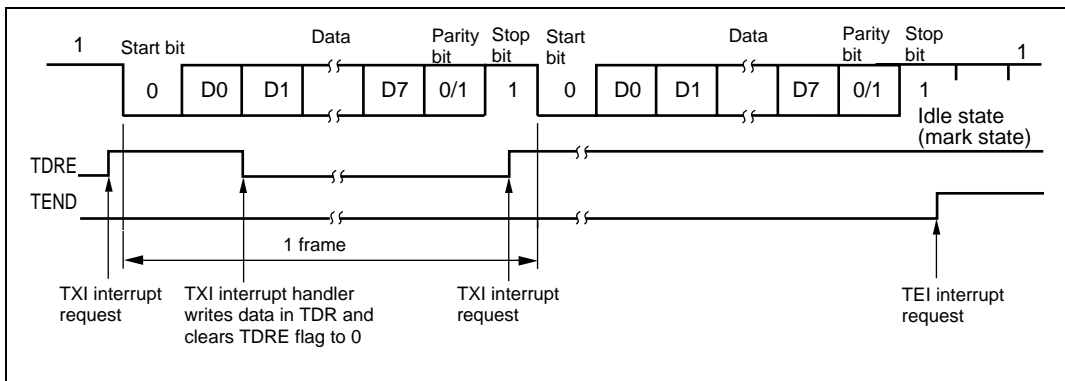 1 Start bit Data Parity bit Stop bit Start bit Data Parity bit Stop bit 1
0 D0 D1 D7 0/1 1 0 D0 D1 D7 0/1 1
Idle state
(mark state)
TDRE
TEND
1 frame
TXI interrupt
request
TXI interrupt handler
writes data in TDR and
clears TDRE flag to 0
TXI interrupt
request
TEI interrupt
request